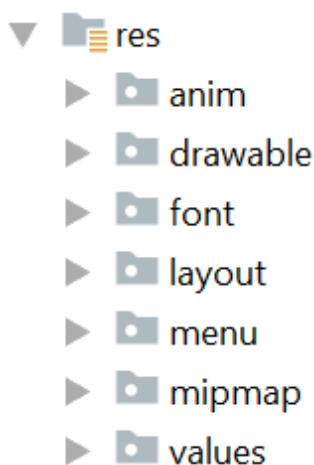 res
anim
drawable
font
layout
menu
mipmap
values